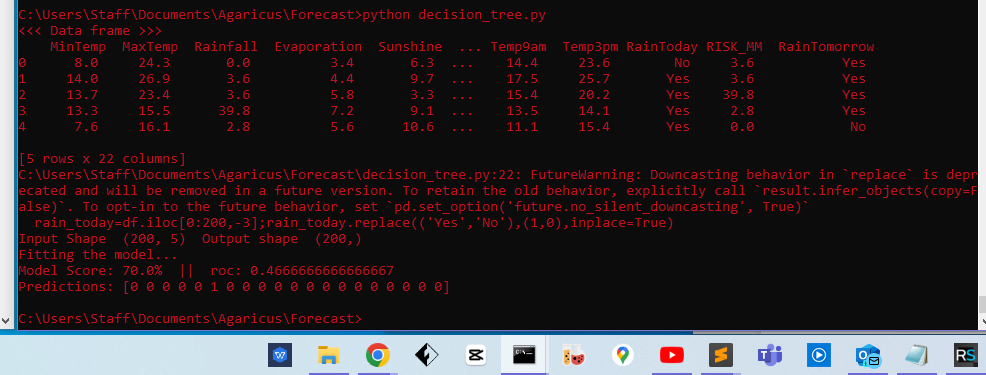 C:\Users\Staff\Documents\Agaricus\Forecast>python decision_tree.py
<<< Data frame >>>
   MinTemp  MaxTemp  Rainfall  Evaporation  Sunshine  ...  Temp9am  Temp3pm  RainToday  RISK_MM  RainTomorrow
0      8.0     24.3       0.0          3.4       6.3  ...     14.4     23.6         No      3.6           Yes
1     14.0     26.9       3.6          4.4       9.7  ...     17.5     25.7        Yes      3.6           Yes
2     13.7     23.4       3.6          5.8       3.3  ...     15.4     20.2        Yes     39.8           Yes
3     13.3     15.5      39.8          7.2       9.1  ...     13.5     14.1        Yes      2.8           Yes
4      7.6     16.1       2.8          5.6      10.6  ...     11.1     15.4        Yes      0.0            No
[5 rows x 22 columns]
C:\Users\Staff\Documents\Agaricus\Forecast\decision_tree.py:22: FutureWarning: Downcasting behavior in `replace` is depr
ecated and will be removed in a future version. To retain the old behavior, explicitly call `result.infer_objects(copy=F
alse)`. To opt-in to the future behavior, set `pd.set_option('future.no_silent_downcasting', True)`
  rain_today=df.iloc[0:200,-3];rain_today.replace(('Yes','No'),(1,0),inplace=True)
Input Shape  (200, 5)  Output shape  (200,)
Fitting the model...
Model Score: 70.0%  ||  roc: 0.4666666666666667
Predictions: [0 0 0 0 0 1 0 0 0 0 0 0 0 0 0 0 0 0 0 0]
C:\Users\Staff\Documents\Agaricus\Forecast>
RS